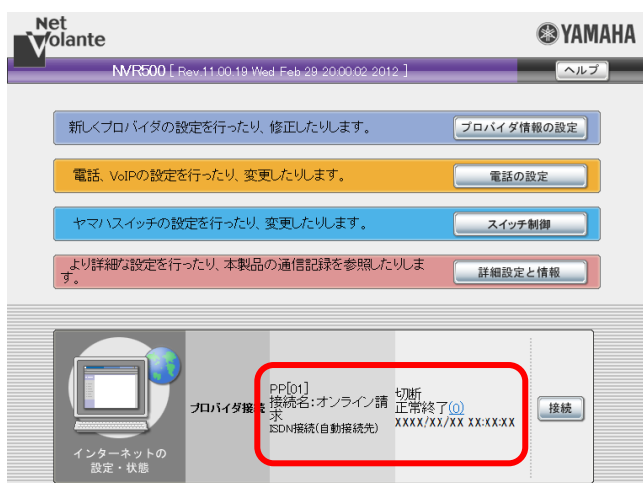 Net
Volante
YAMAHA
NVR500 [ Rev.11.00.19 Wed Feb 29 20:00:02 2012 ]
ヘルプ
新しくプロバイダの設定を行ったり、修正したりします。
プロバイダ情報の設定
電話、VoIPの設定を行ったり、変更したりします。
電話の設定
ヤマハスイッチの設定を行ったり、変更したりします。
スイッチ制御
より詳細な設定を行ったり、本製品の通信記録を参照したりしま
す。
詳細設定と情報
プロバイダ接続
PP[01]
接続名:オンライン請
求
ISDN接続(自動接続先)
切断
正常終了(0)
XXXX/XX/XX XX:XX:XX
接続
インターネットの
設定・状態